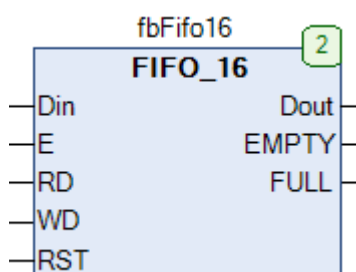 fbFifo16
2
FIFO_16
Din Dout
E EMPTY
RD FULL
WD
RST